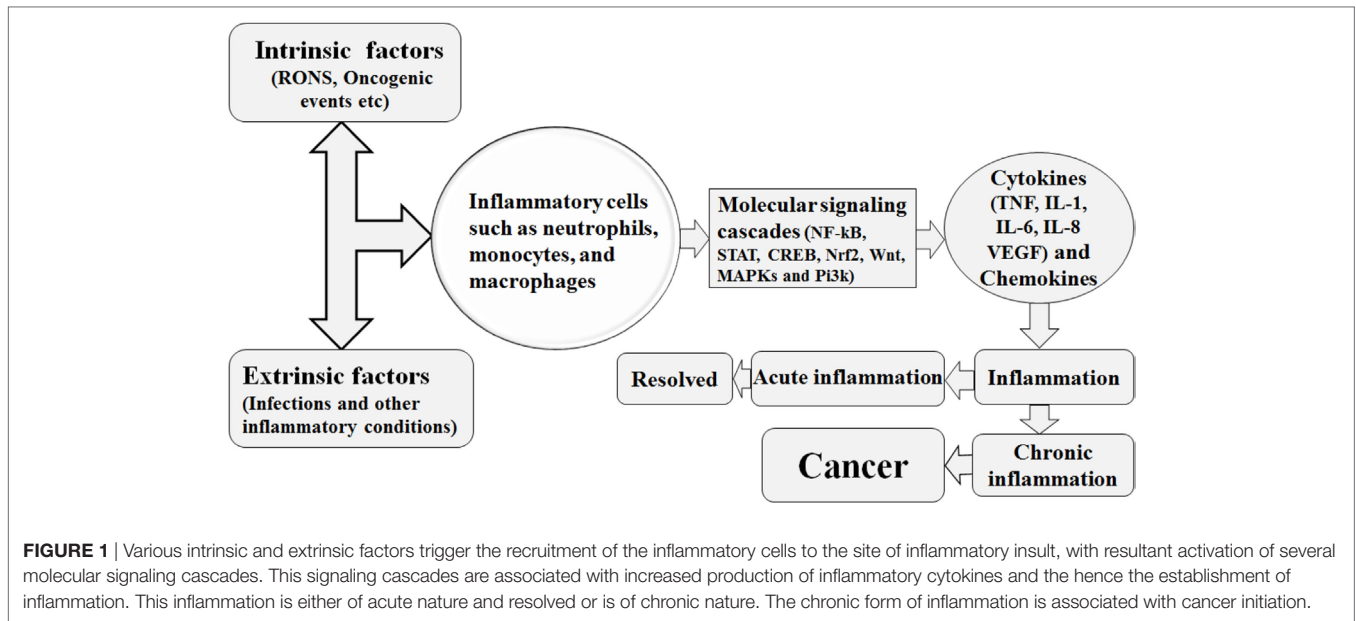 Intrinsic factors
(RONS, Oncogenic
events etc)
Inflammatory cells
such as neutrophils,
monocytes, and
macrophages
Molecular signaling
cascades (NF-kB,
STAT, CREB, Nrf2, Wnt,
MAPKs and Pi3k)
Cytokines
(TNF, IL-1,
IL-6, IL-8
VEGF) and
Chemokines
Extrinsic factors
(Infections and other
inflammatory conditions)
Resolved
Acute inflammation
Inflammation
Cancer
Chronic
inflammation
FIGURE 1 | Various intrinsic and extrinsic factors trigger the recruitment of the inflammatory cells to the site of inflammatory insult, with resultant activation of several
molecular signaling cascades. This signaling cascades are associated with increased production of inflammatory cytokines and the hence the establishment of
inflammation. This inflammation is either of acute nature and resolved or is of chronic nature. The chronic form of inflammation is associated with cancer initiation.